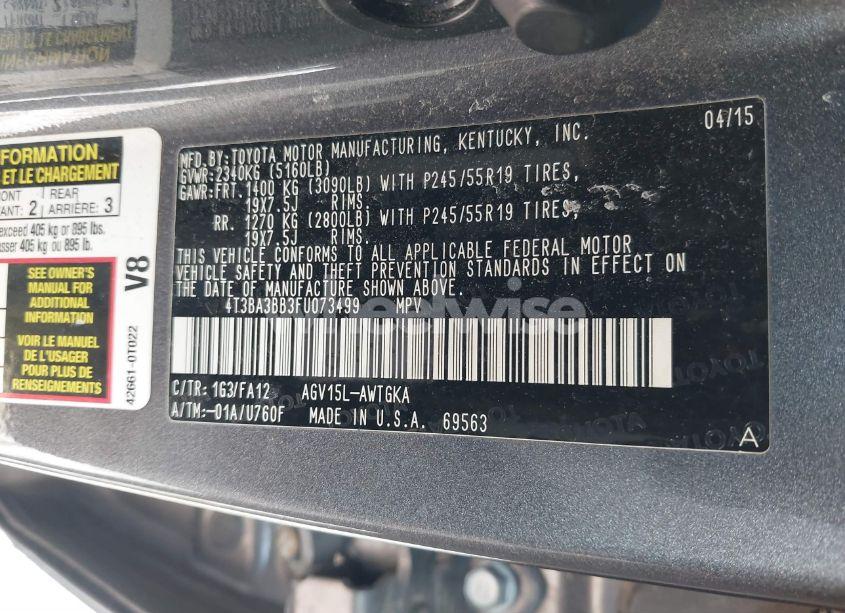 FORMATION
ET LE CHARGEMENT
ONT REAR
ANT: 2 ARRIÈRE: 3
exceed 405 kg or 895 lbs.
asser 405 kg ou 895 lb.
SEE OWNER'S
MANUAL FOR
ADDITIONAL
INFORMATION
VOIR LE MANUEL
DE L'USAGER
POUR PLUS DE
RENSEIGNEMENTS
V8
42661-0T022
04/15
MFD.BY:TOYOTA MOTOR MANUFACTURING, KENTUCKY, INC.
GVWR:2340KG (5160LB)
GAWR:FRT. 1400 KG (3090LB) WITH P245/55R19 TIRES,
19X7.5J RIMS.
RR. 1270 KG (2800LB) WITH P245/55R19 TIRES,
19X7.5J RIMS.
THIS VEHICLE CONFORMS TO ALL APPLICABLE FEDERAL MOTOR
VEHICLE SAFETY AND THEFT PREVENTION STANDARDS IN EFFECT ON
THE DATE OF MANUFACTURE SHOWN ABOVE.
4T3BA3BB3FU073499 MPV
C/TR: 1G3/FA12 AGV15L-AWTGKA
A/TM:-01A/U760F MADE IN U.S.A. 69563
A